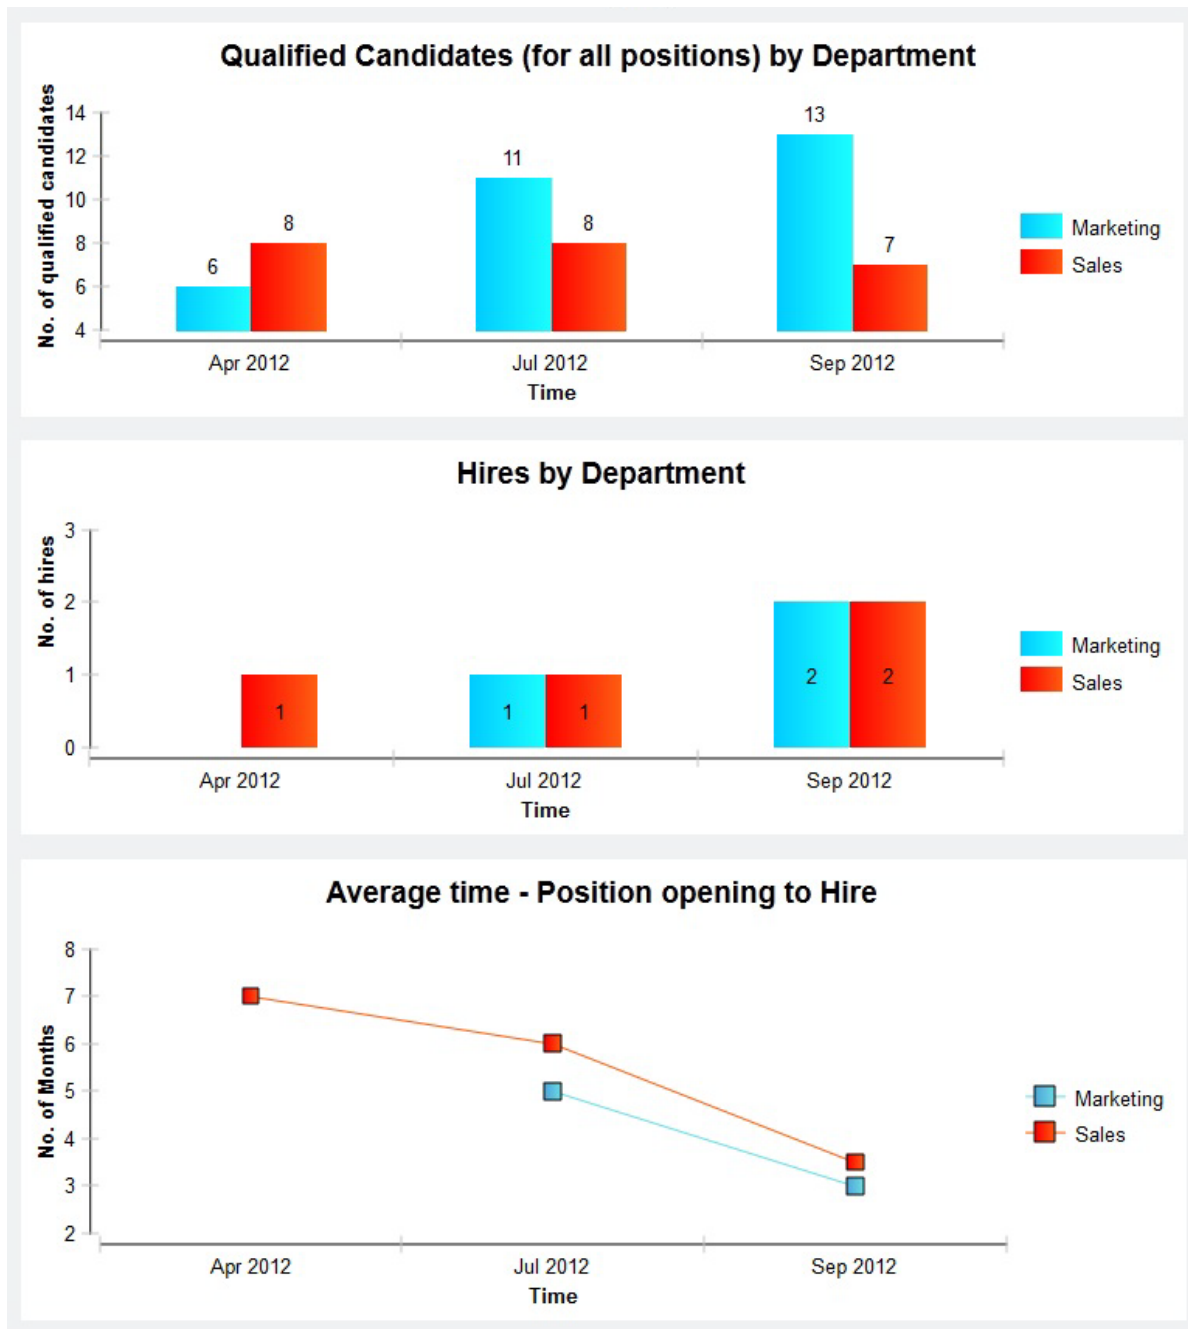 Qualified Candidates (for all positions) by Department
No. of qualified candidates
14
12
10
8
6
4
6
8
11
8
13
7
Apr 2012
Jul 2012
Sep 2012
Time
Marketing
Sales
Hires by Department
No. of hires
3
2
1
0
1
1
1
2
2
Apr 2012
Jul 2012
Sep 2012
Time
Marketing
Sales
Average time - Position opening to Hire
No. of Months
8
7
6
5
4
3
2
Apr 2012
Jul 2012
Sep 2012
Time
Marketing
Sales